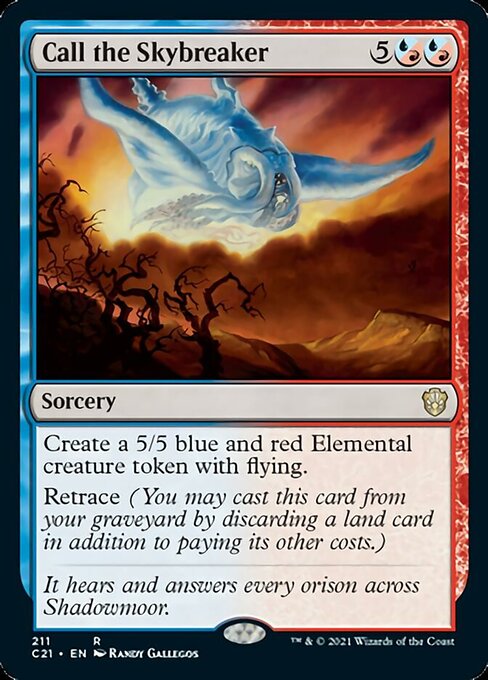 Call the Skybreaker 5
Sorcery
Create a 5/5 blue and red Elemental
creature token with flying.
Retrace (You may cast this card from
your graveyard by discarding a land card
in addition to paying its other costs.)
It hears and answers every orison across
Shadowmoor.
211 R
C21 • EN Randy Gallegos
™ & © 2021 Wizards of the Coast